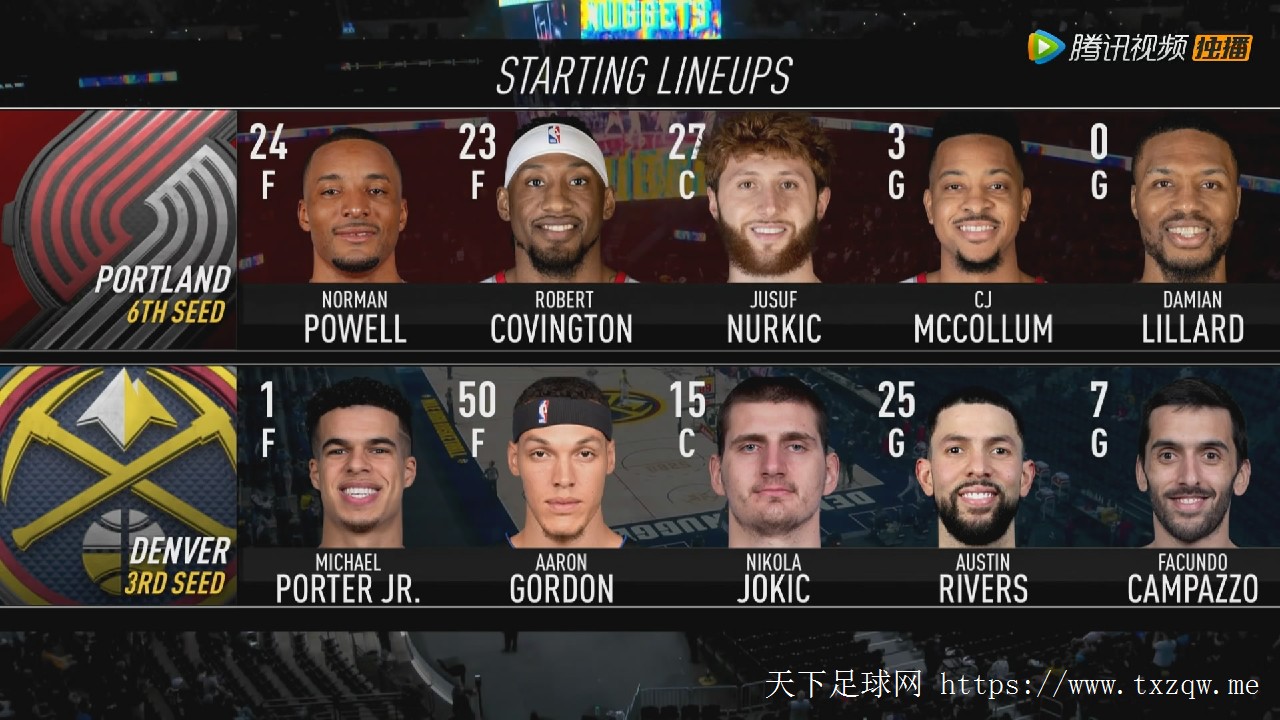 NUGGETS
腾讯视频 独播
STARTING LINEUPS
PORTLAND
6TH SEED
24
F
NORMAN
POWELL
23
F
ROBERT
COVINGTON
27
C
JUSUF
NURKIC
3
G
CJ
MCCOLLUM
0
G
DAMIAN
LILLARD
DENVER
3RD SEED
1
F
MICHAEL
PORTER JR.
50
F
AARON
GORDON
15
C
NIKOLA
JOKIC
25
G
AUSTIN
RIVERS
7
G
FACUNDO
CAMPAZZO
天下足球网 https://www.txzqw.me